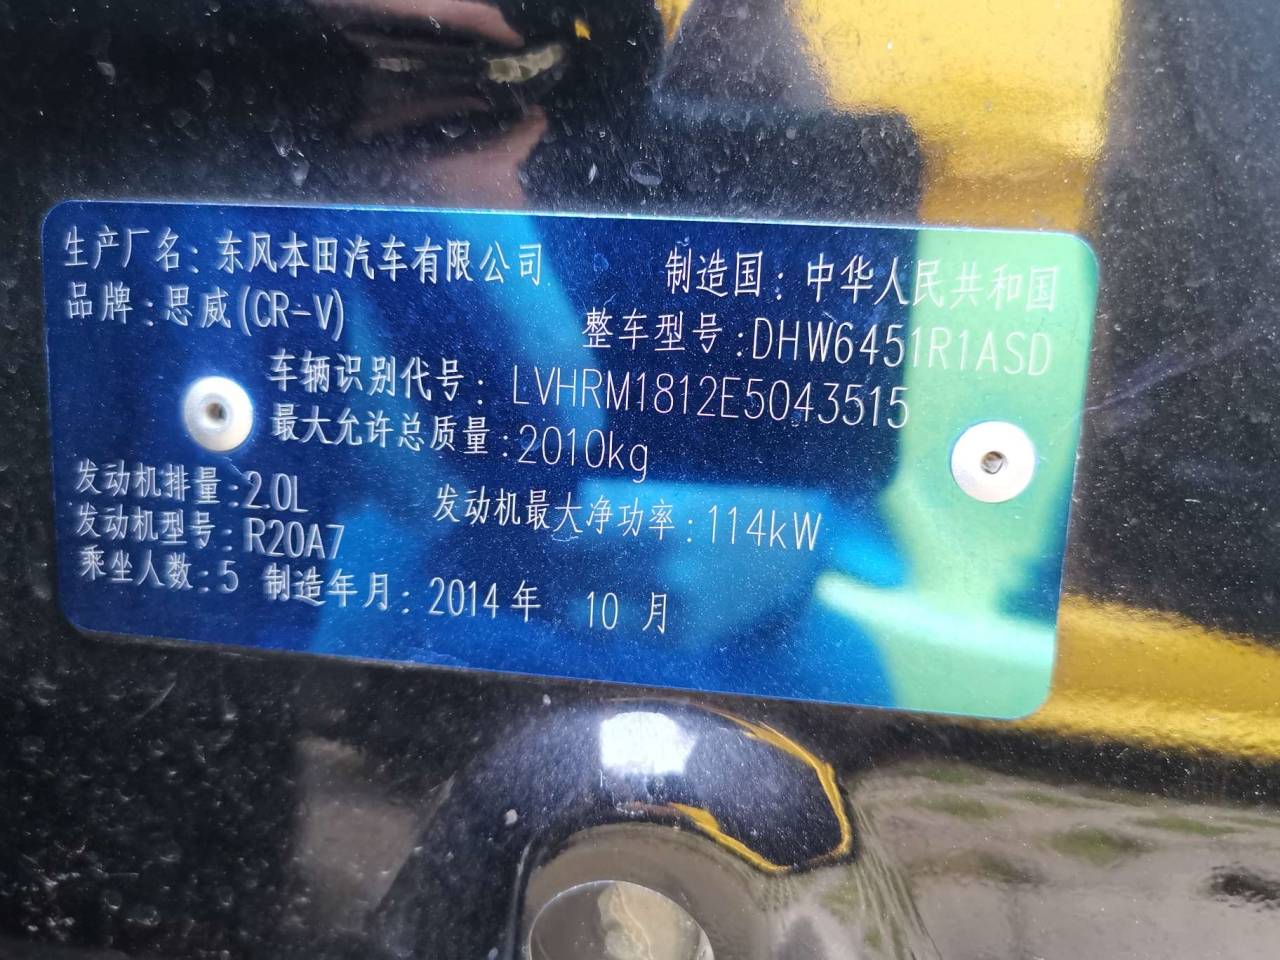 生产厂名：东风本田汽车有限公司 制造国：中华人民共和国
品牌：思威(CR-V) 整车型号：DHW6451R1ASD
车辆识别代号：LVHRM1812E5043515
最大允许总质量：2010kg
发动机排量：2.0L 发动机最大净功率：114kW
发动机型号：R20A7
乘坐人数：5 制造年月：2014年 10月